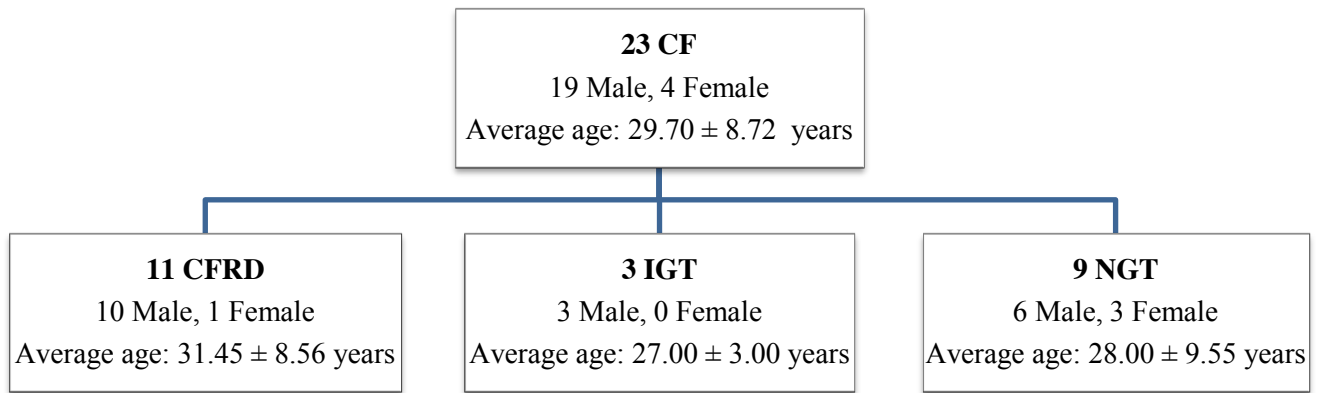 23 CF
19 Male, 4 Female
Average age: 29.70 ± 8.72 years
11 CFRD
10 Male, 1 Female
Average age: 31.45 ± 8.56 years
3 IGT
3 Male, 0 Female
Average age: 27.00 ± 3.00 years
9 NGT
6 Male, 3 Female
Average age: 28.00 ± 9.55 years